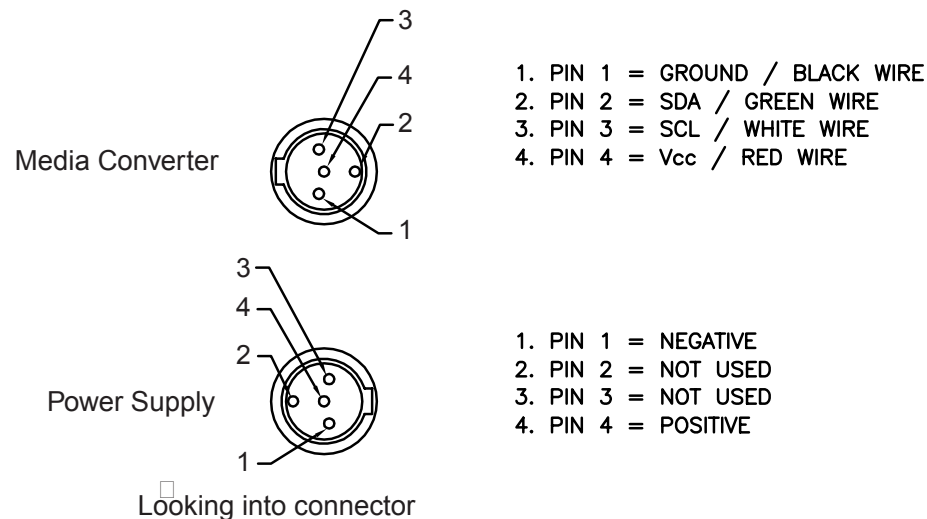 3
4
2
1
Media Converter
1. PIN 1 = GROUND / BLACK WIRE
2. PIN 2 = SDA / GREEN WIRE
3. PIN 3 = SCL / WHITE WIRE
4. PIN 4 = Vcc / RED WIRE
3
4
2
1
Power Supply
1. PIN 1 = NEGATIVE
2. PIN 2 = NOT USED
3. PIN 3 = NOT USED
4. PIN 4 = POSITIVE
Looking into connector